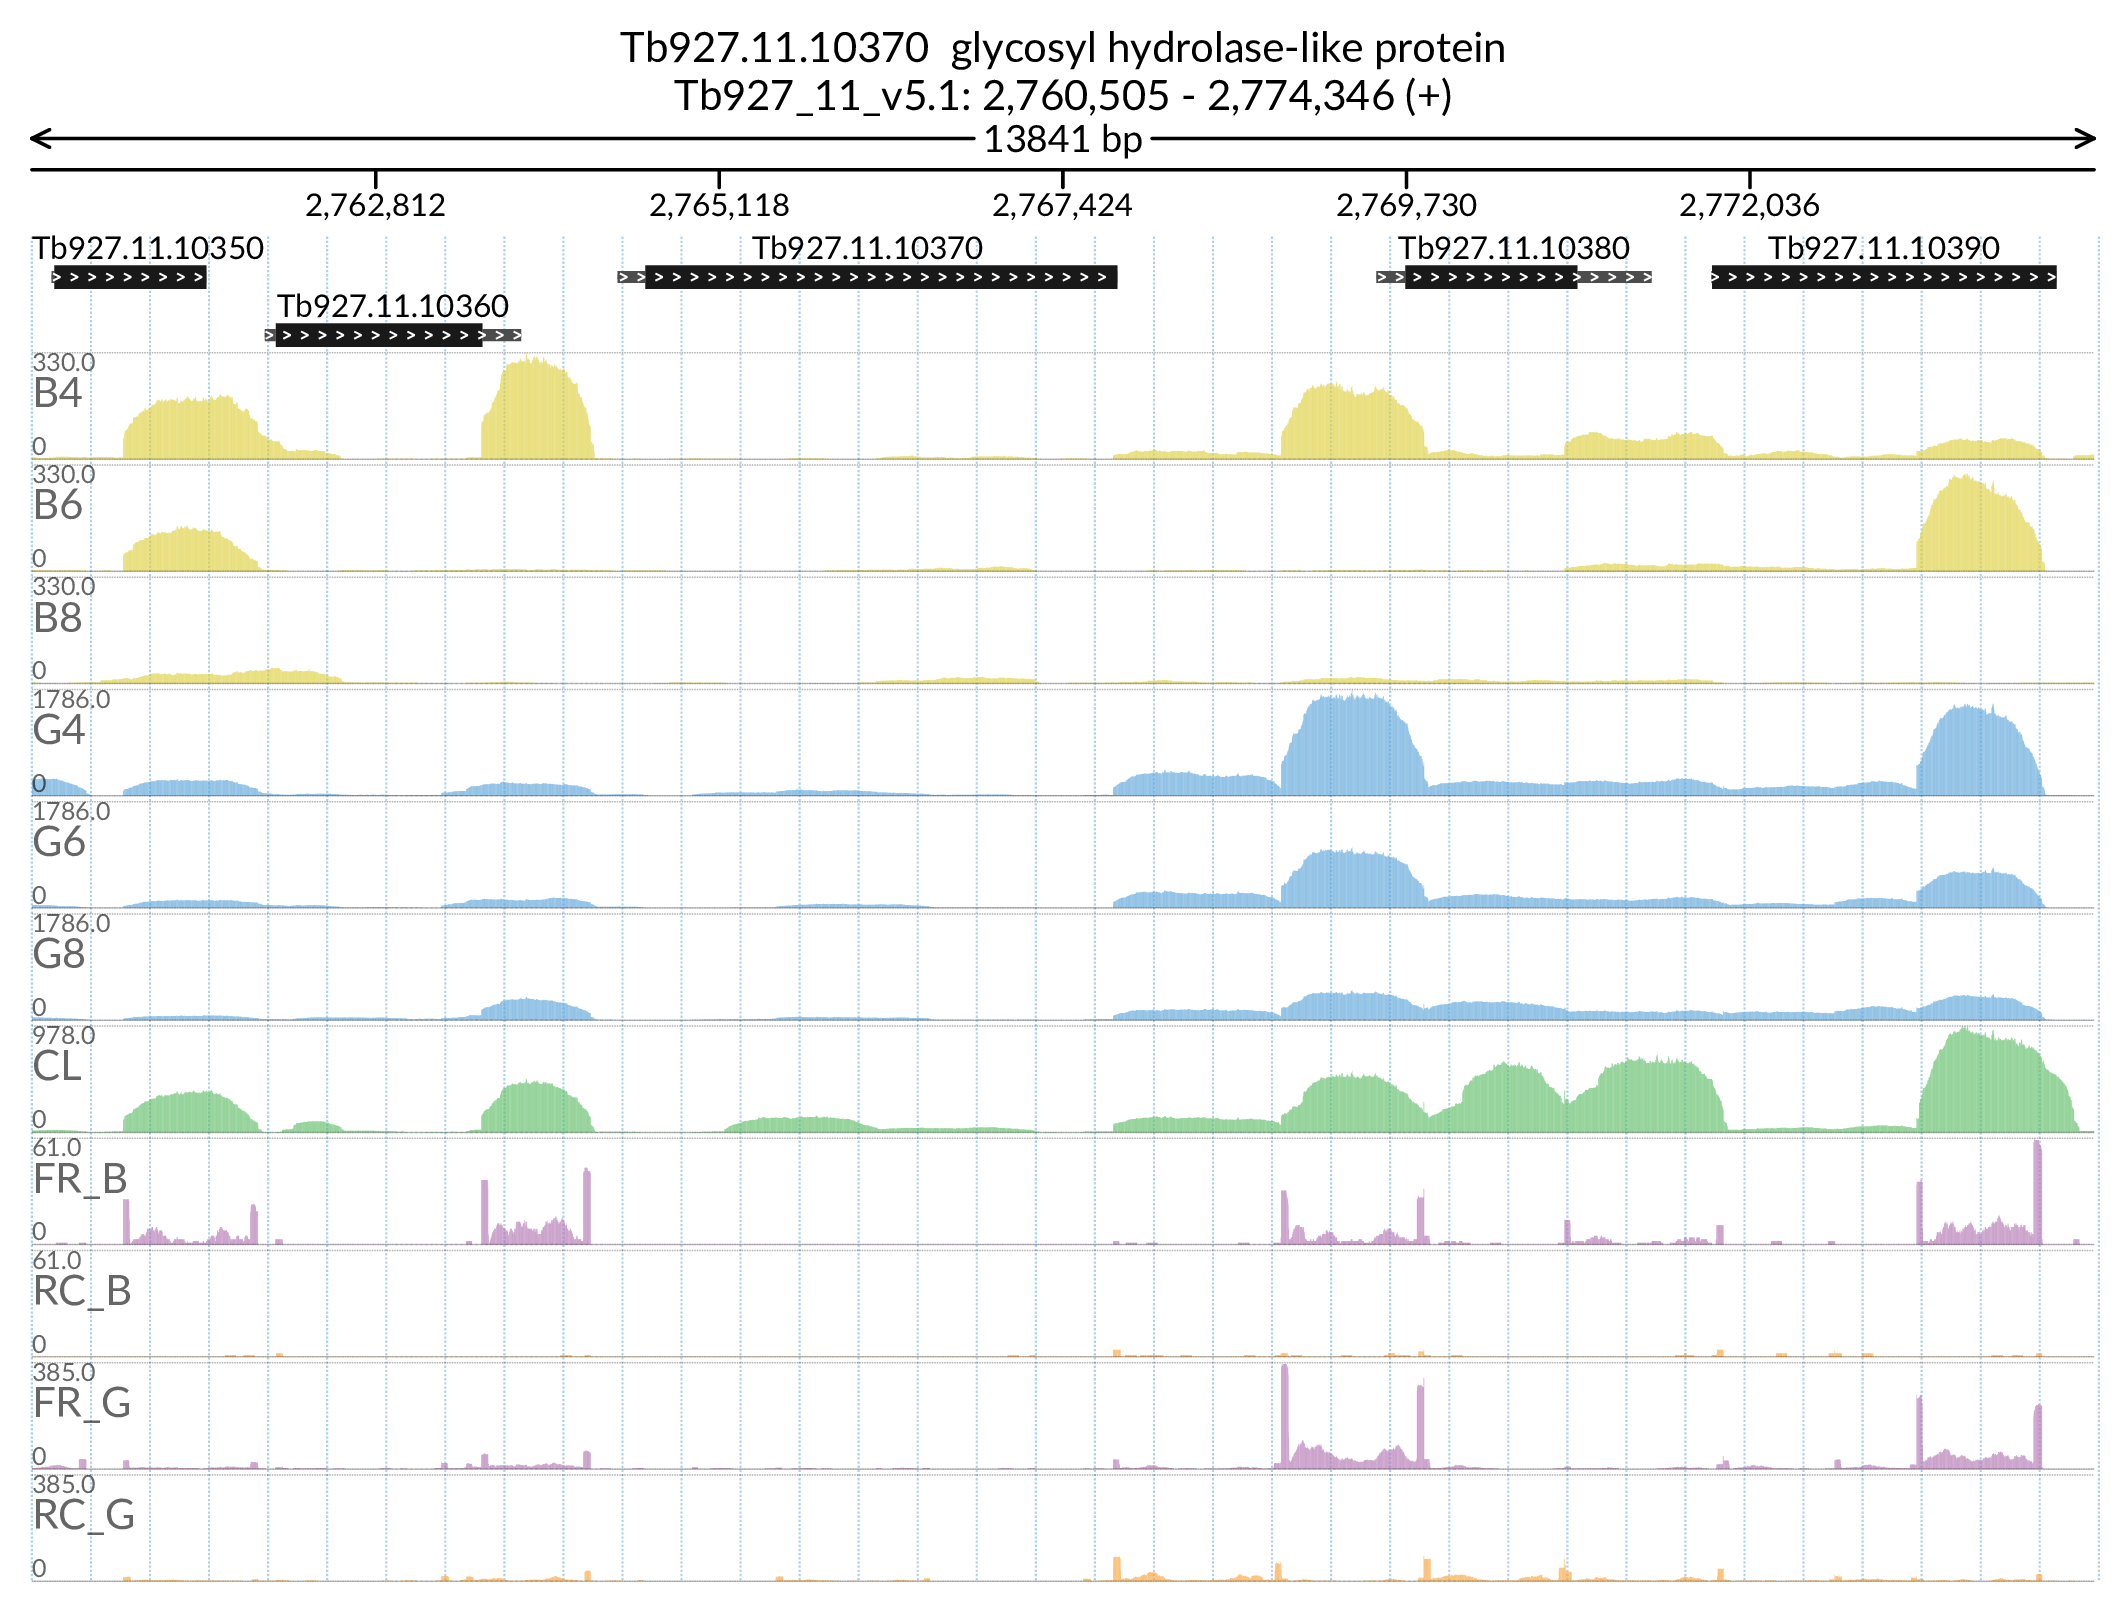 Tb927.11.10370  glycosyl hydrolase-like protein
Tb927_11_v5.1: 2,760,505 - 2,774,346 (+)
13841 bp
2,762,812 2,765,118 2,767,424 2,769,730 2,772,036
Tb927.11.10350 Tb927.11.10370 Tb927.11.10380 Tb927.11.10390
Tb927.11.10360
330.0
B4
0
330.0
B6
0
330.0
B8
0
1786.0
G4
0
1786.0
G6
0
1786.0
G8
0
978.0
CL
0
61.0
FR_B
0
61.0
RC_B
0
385.0
FR_G
0
385.0
RC_G
0